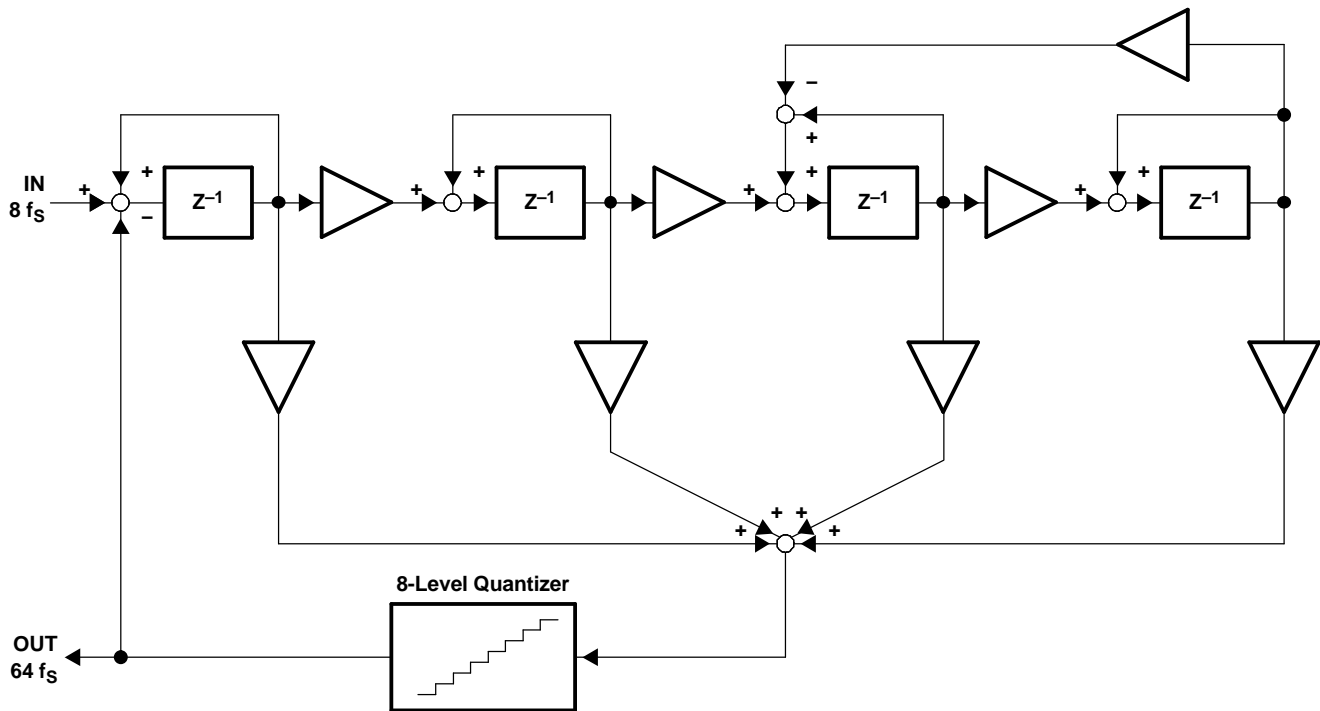 –
+
+
+
+
IN
8 fS
+
–
Z–1
+
Z–1
+
+
Z–1
+
Z–1
+
+
+
+
8-Level Quantizer
OUT
64 fS